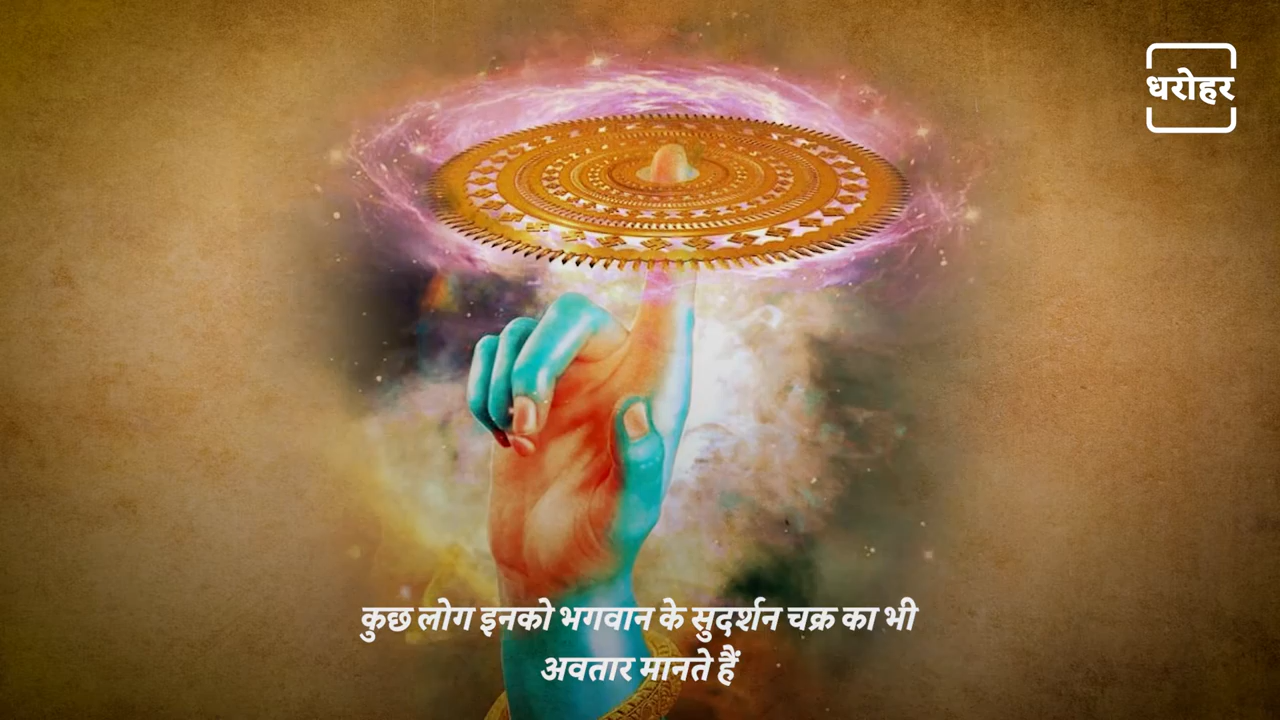 धरोहर
कुछ लोग इनको भगवान के सुदर्शन चक्र का भी
अवतार मानते हैं